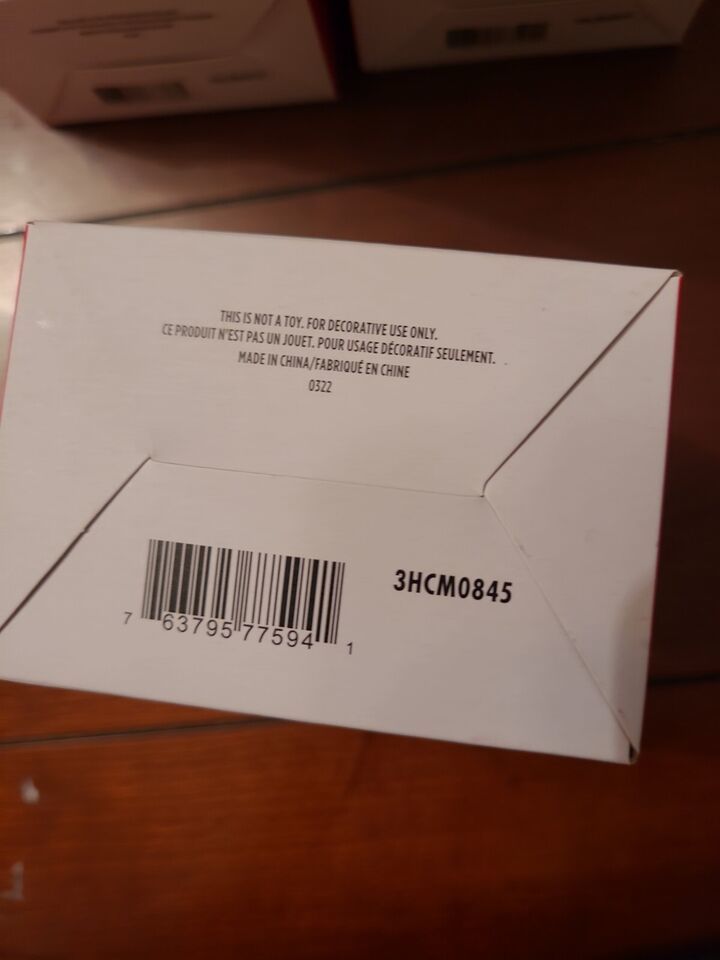 THIS IS NOT A TOY. FOR DECORATIVE USE ONLY.
CE PRODUIT N'EST PAS UN JOUET. POUR USAGE DÉCORATIF SEULEMENT.
MADE IN CHINA/FABRIQUÉ EN CHINE
0322
3HCM0845
7 63795 77594 1